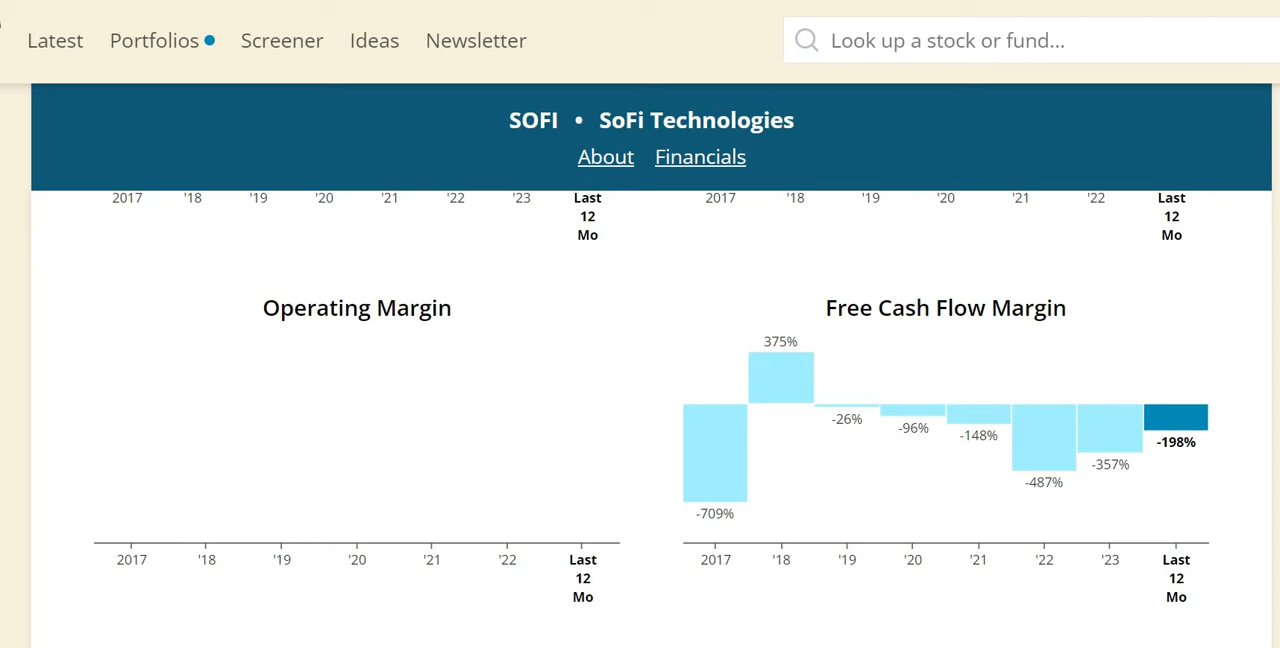 Latest Portfolios Screener Ideas Newsletter
Look up a stock or fund...
SOFI • SoFi Technologies
About Financials
2017 '18 '19 '20 '21 '22 '23 Last 12 Mo
2017 '18 '19 '20 '21 '22 Last 12 Mo
Operating Margin
2017 '18 '19 '20 '21 '22 Last 12 Mo
Free Cash Flow Margin
375%
-26%
-96%
-148%
-198%
-357%
-487%
-709%
2017 '18 '19 '20 '21 '22 '23 Last 12 Mo